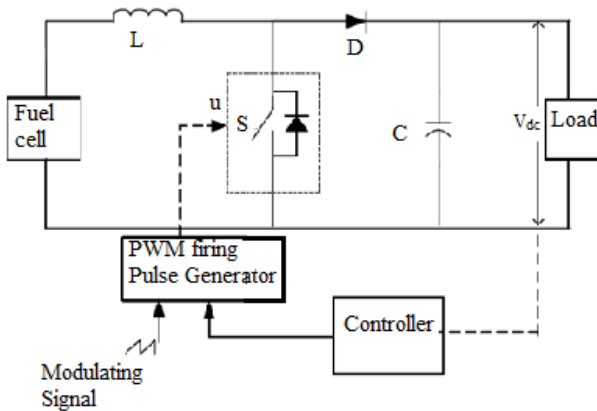 L
D
Fuel
cell
u
S
C
Vdc
Load
PWM firing
Pulse Generator
Controller
Modulating
Signal